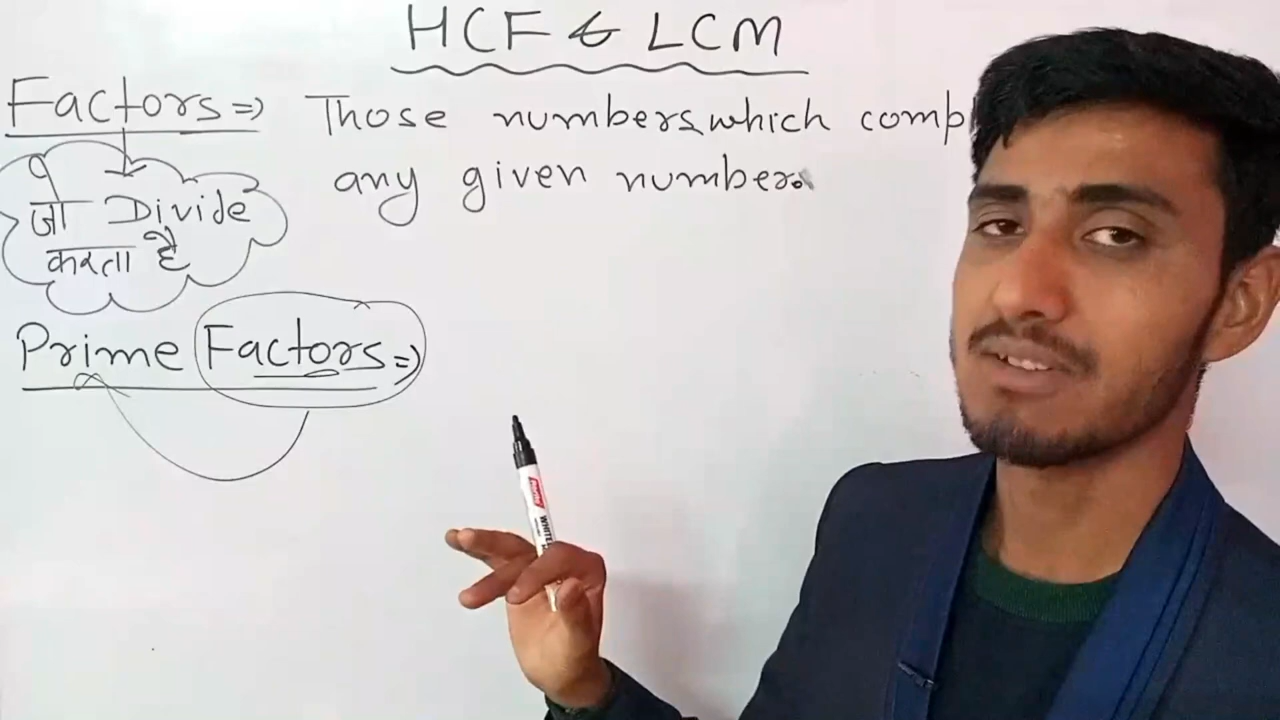 HCF & LCM
Factors => Those numbers, which comp
any given number.
जो Divide
करता है
Prime Factors =>